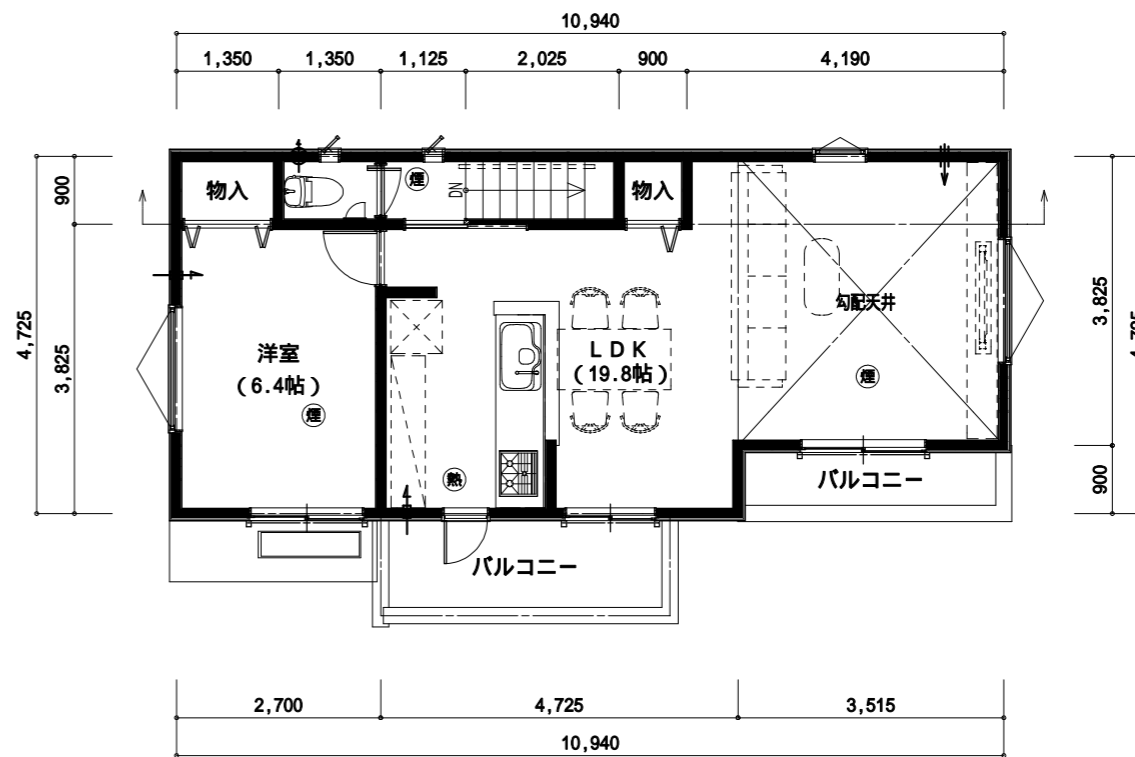 10,940
1,350
1,350
1,125
2,025
900
4,190
900
3,825
4,725
3,825
900
物入
煙
DN
物入
勾配天井
洋室
(6.4帖)
煙
LDK
(19.8帖)
煙
熱
バルコニー
バルコニー
2,700
4,725
3,515
10,940